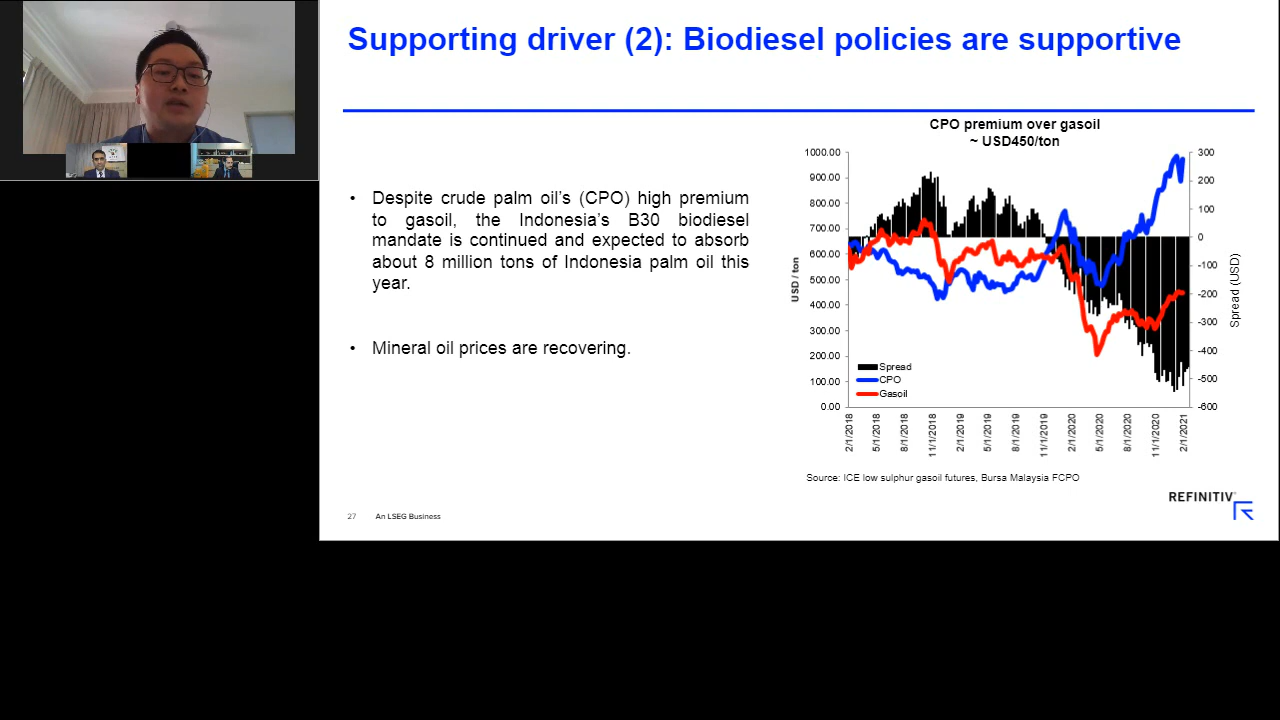 Supporting driver (2): Biodiesel policies are supportive
• Despite crude palm oil’s (CPO) high premium
to gasoil, the Indonesia’s B30 biodiesel
mandate is continued and expected to absorb
about 8 million tons of Indonesia palm oil this
year.
• Mineral oil prices are recovering.
CPO premium over gasoil
~ USD450/ton
1000.00
900.00
800.00
700.00
600.00
500.00
400.00
300.00
200.00
100.00
0.00
USD / ton
300
200
100
0
-100
-200
-300
-400
-500
-600
Spread (USD)
Spread
CPO
Gasoil
2/1/2018
5/1/2018
8/1/2018
11/1/2018
2/1/2019
5/1/2019
8/1/2019
11/1/2019
2/1/2020
5/1/2020
8/1/2020
11/1/2020
2/1/2021
Source: ICE low sulphur gasoil futures, Bursa Malaysia FCPO
REFINITIV
27 An LSEG Business